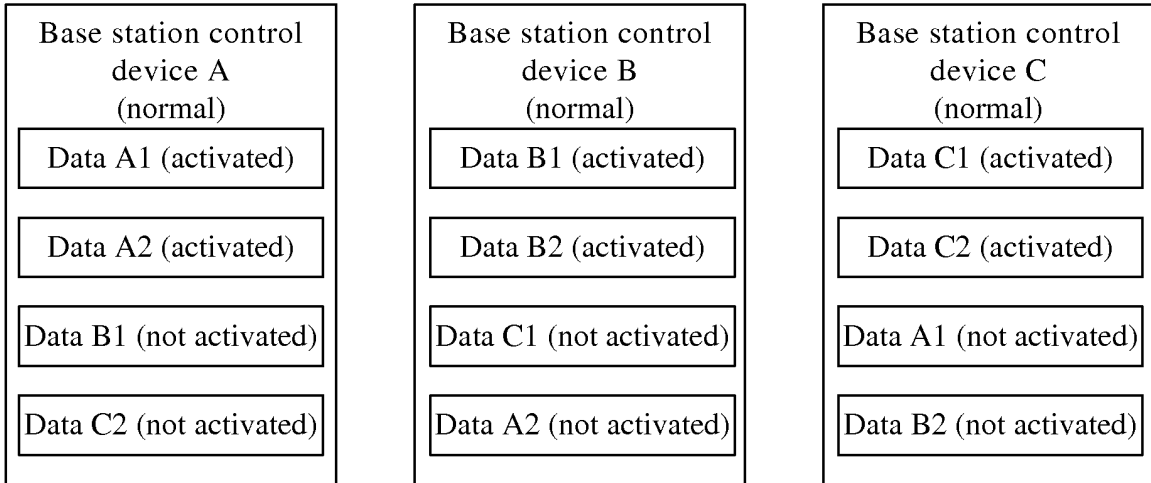 Base station control
device A
(normal)
Data A1 (activated)
Data A2 (activated)
Data B1 (not activated)
Data C2 (not activated)
Base station control
device B
(normal)
Data B1 (activated)
Data B2 (activated)
Data C1 (not activated)
Data A2 (not activated)
Base station control
device C
(normal)
Data C1 (activated)
Data C2 (activated)
Data A1 (not activated)
Data B2 (not activated)